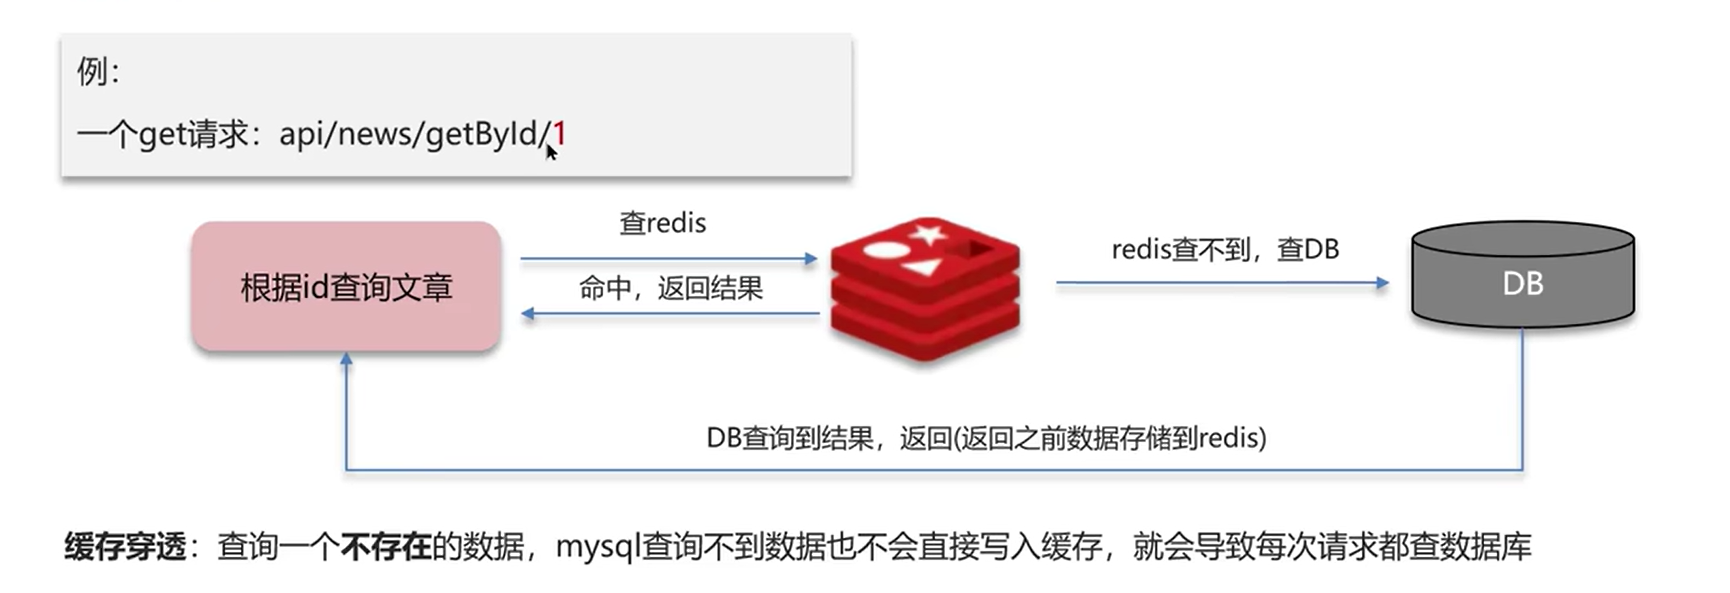 例：
一个get请求：api/news/getById/1
查redis
命中，返回结果
根据id查询文章
redis查不到，查DB
DB
DB查询到结果，返回(返回之前数据存储到redis)
缓存穿透：查询一个不存在的数据，mysql查询不到数据也不会直接写入缓存，就会导致每次请求都查数据库